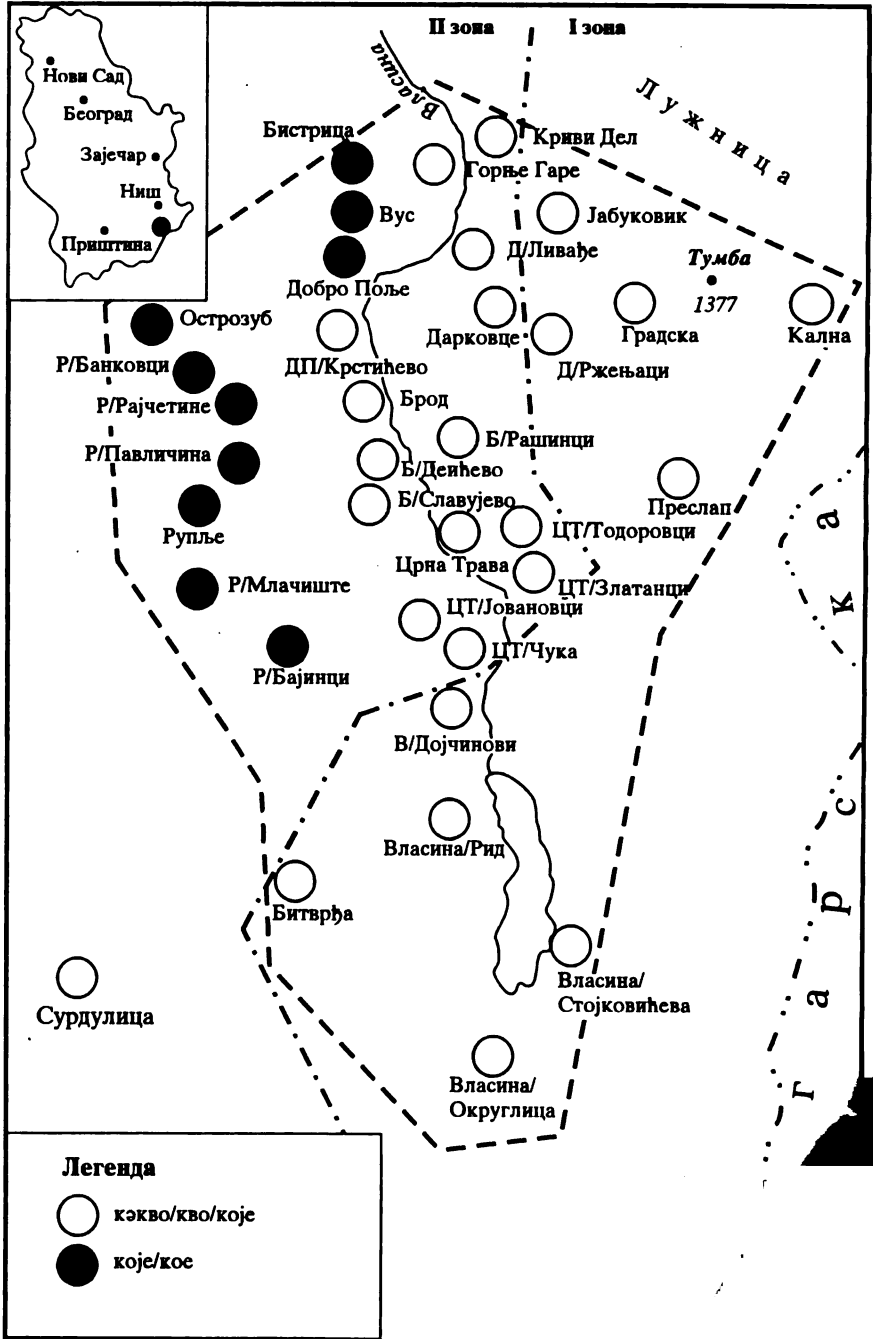 II зона
I зона
Нови Сад
Београд
Зајечар
Ниш
Приштина
Власина
Лужница
Бистрица
Криви Дел
Горње Гаре
Вус
Јабуковик
Д/Ливађе
Тумба
1377
Добро Поље
Острозуб
Дарковце
Градска
Кална
Р/Банковци
ДП/Крстићево
Д/Ржењаци
Р/Рајчетине
Брод
Б/Рашинци
Р/Павличина
Б/Деићево
Преслап
Б/Славујево
Рупље
ЦТ/Тодоровци
Црна Трава
Р/Млачиште
ЦТ/Златанци
ЦТ/Јовановци
ЦТ/Чука
Р/Бајинци
В/Дојчинови
Власина/Рид
Битврђа
Сурдулица
Власина/
Стојковићева
Власина/
Округлица
г а р с к а
Легенда
кәкво/кво/које
које/кое